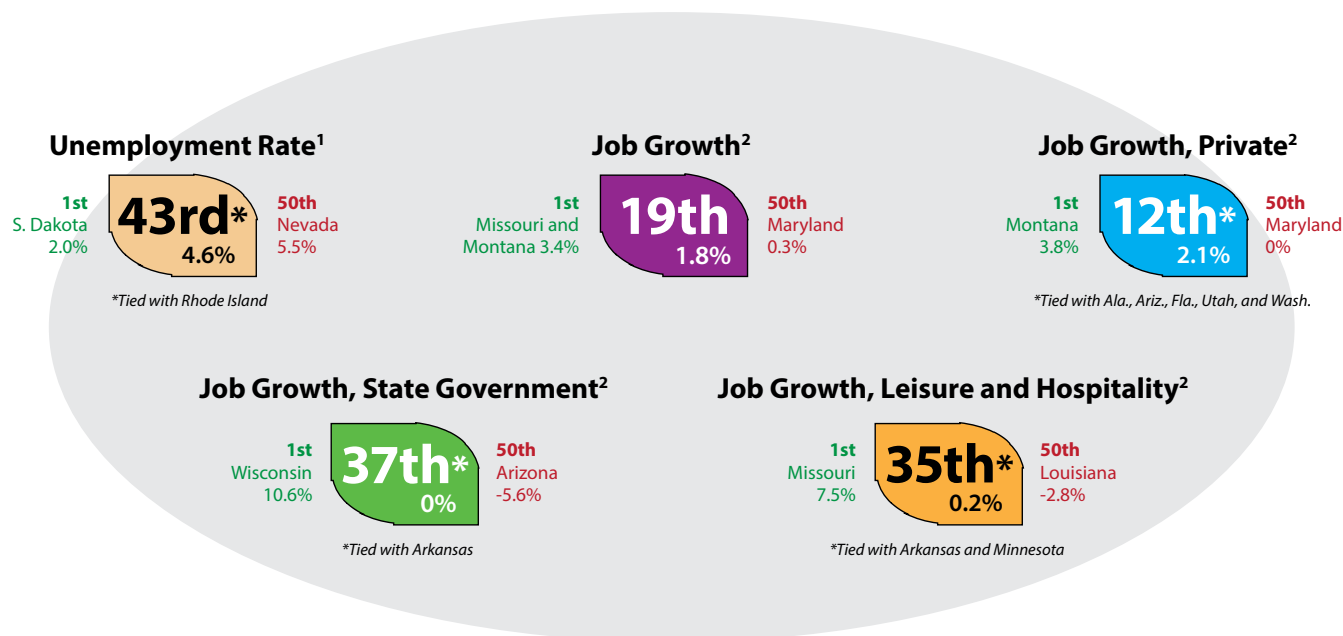 Unemployment Rate¹
1st
S. Dakota
2.0%
43rd*
4.6%
50th
Nevada
5.5%
*Tied with Rhode Island
Job Growth²
1st
Missouri and
Montana 3.4%
19th
1.8%
50th
Maryland
0.3%
Job Growth, Private²
1st
Montana
3.8%
12th*
2.1%
50th
Maryland
0%
*Tied with Ala., Ariz., Fla., Utah, and Wash.
Job Growth, State Government²
1st
Wisconsin
10.6%
37th*
0%
50th
Arizona
-5.6%
*Tied with Arkansas
Job Growth, Leisure and Hospitality²
1st
Missouri
7.5%
35th*
0.2%
50th
Louisiana
-2.8%
*Tied with Arkansas and Minnesota